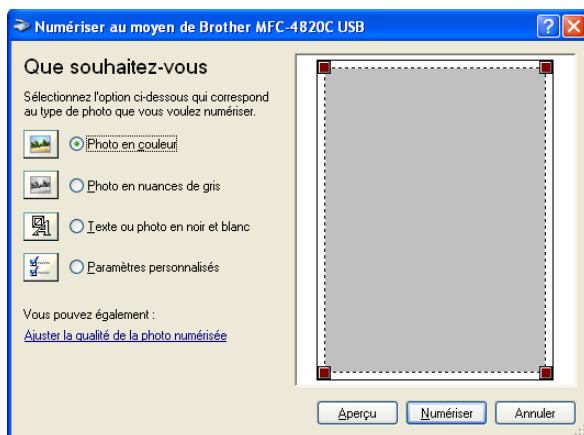 Numériser au moyen de Brother MFC-4820C USB
Que souhaitez-vous
Sélectionnez l'option ci-dessous qui correspond
au type de photo que vous voulez numériser.
Photo en couleur
Photo en nuances de gris
Texte ou photo en noir et blanc
Paramètres personnalisés
Vous pouvez également :
Ajuster la qualité de la photo numérisée
Aperçu
Numériser
Annuler